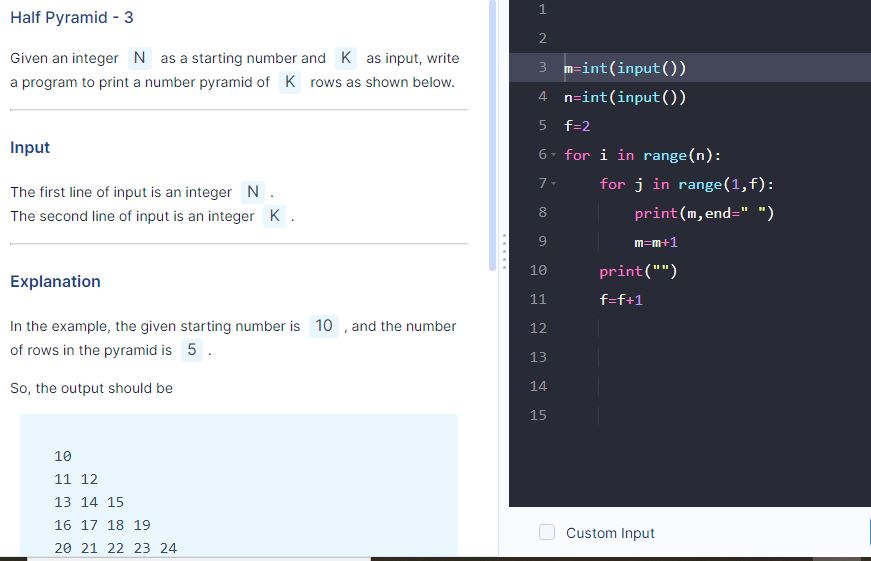 Half Pyramid - 3
Given an integer N as a starting number and K as input, write
a program to print a number pyramid of K rows as shown below.
Input
The first line of input is an integer N .
The second line of input is an integer K .
Explanation
In the example, the given starting number is 10 , and the number
of rows in the pyramid is 5 .
So, the output should be
10
11 12
13 14 15
16 17 18 19
20 21 22 23 24
1
2
3 m=int(input())
4 n=int(input())
5 f=2
6 for i in range(n):
7 for j in range(1,f):
8 print(m,end=" ")
9 m=m+1
10 print("")
11 f=f+1
12
13
14
15
Custom Input